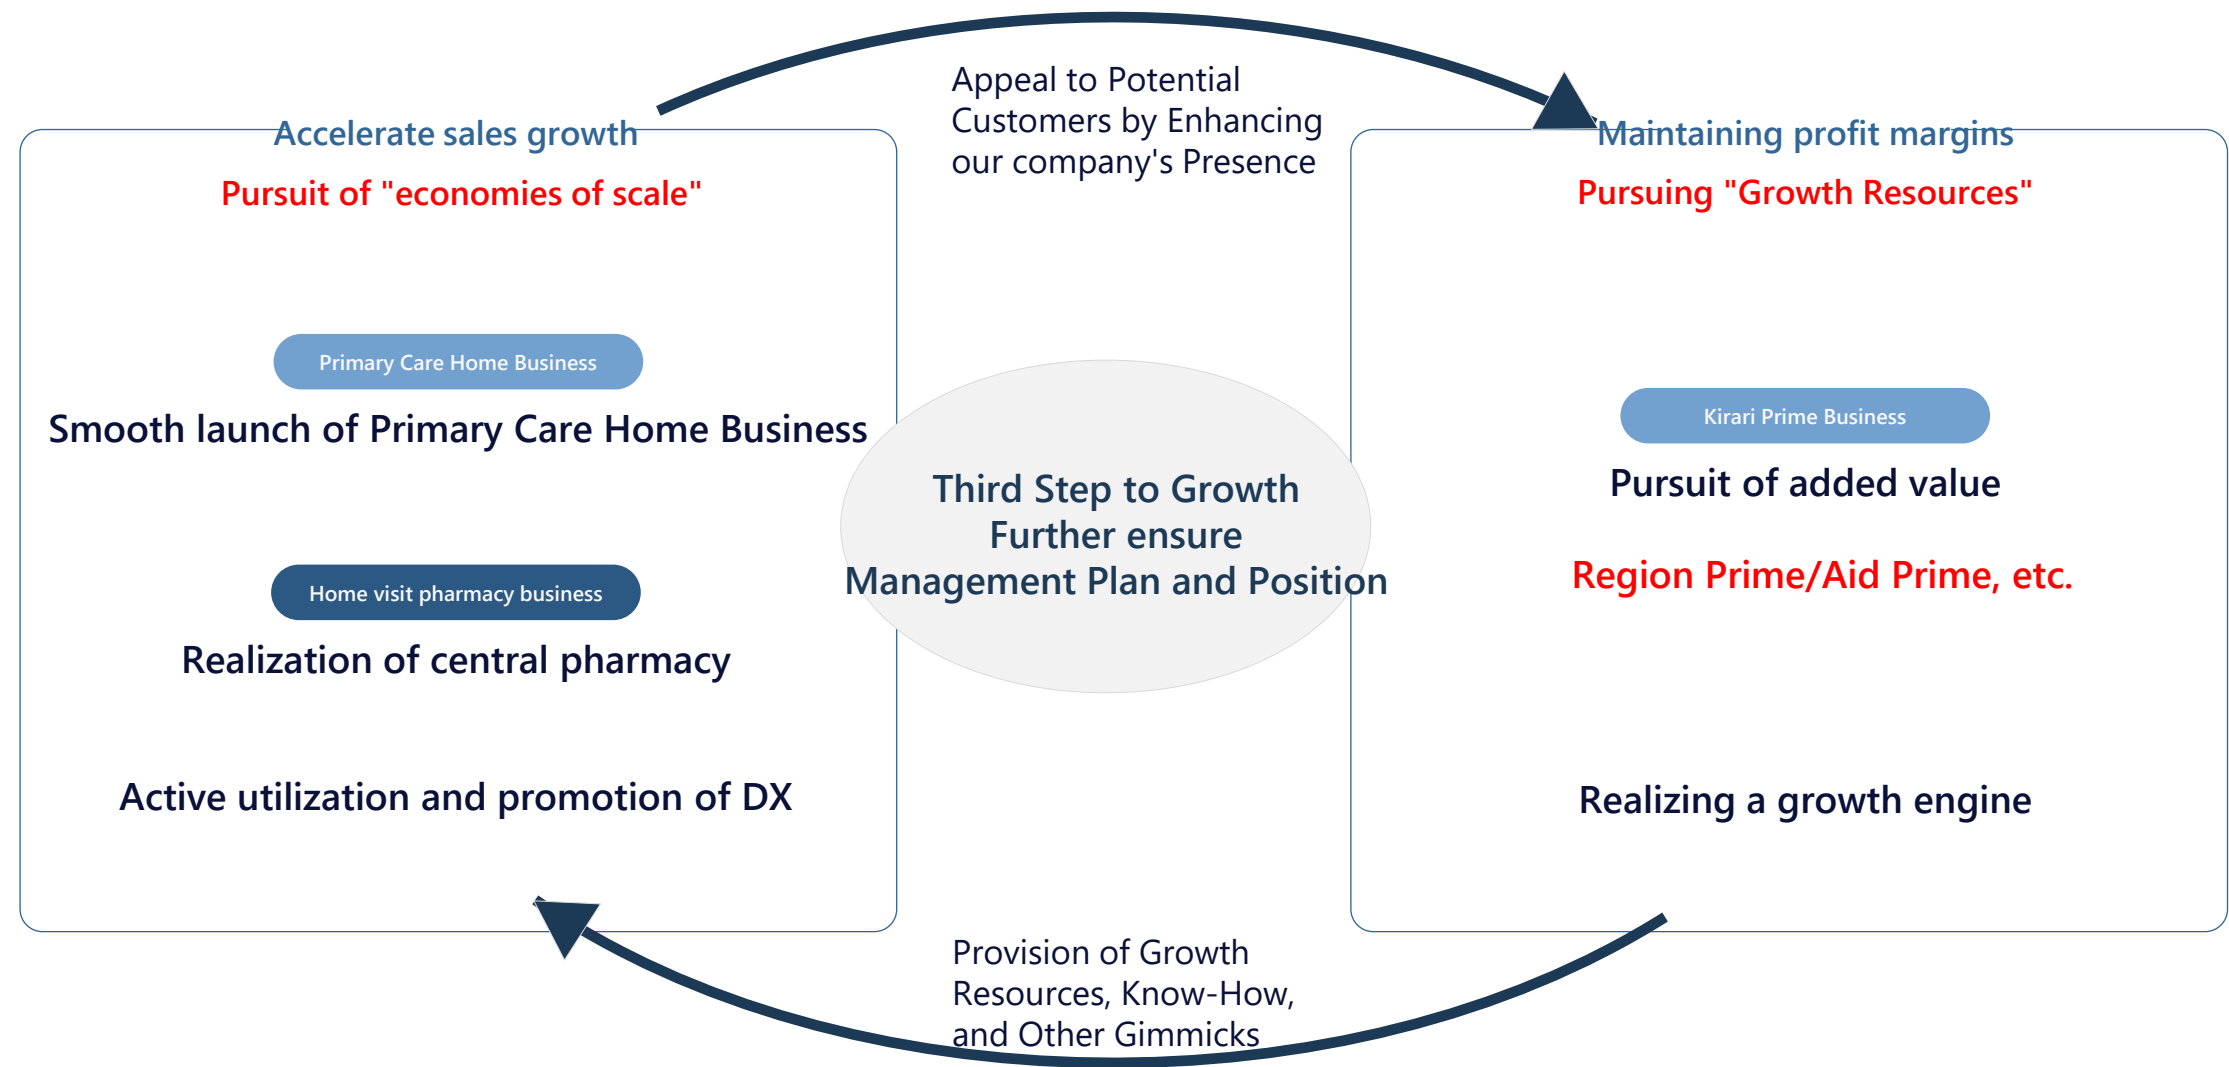 Appeal to Potential
Customers by Enhancing
our company's Presence
Accelerate sales growth
Pursuit of "economies of scale"
Primary Care Home Business
Smooth launch of Primary Care Home Business
Home visit pharmacy business
Realization of central pharmacy
Active utilization and promotion of DX
Third Step to Growth
Further ensure
Management Plan and Position
Maintaining profit margins
Pursuing "Growth Resources"
Kirari Prime Business
Pursuit of added value
Region Prime/Aid Prime, etc.
Realizing a growth engine
Provision of Growth
Resources, Know-How,
and Other Gimmicks